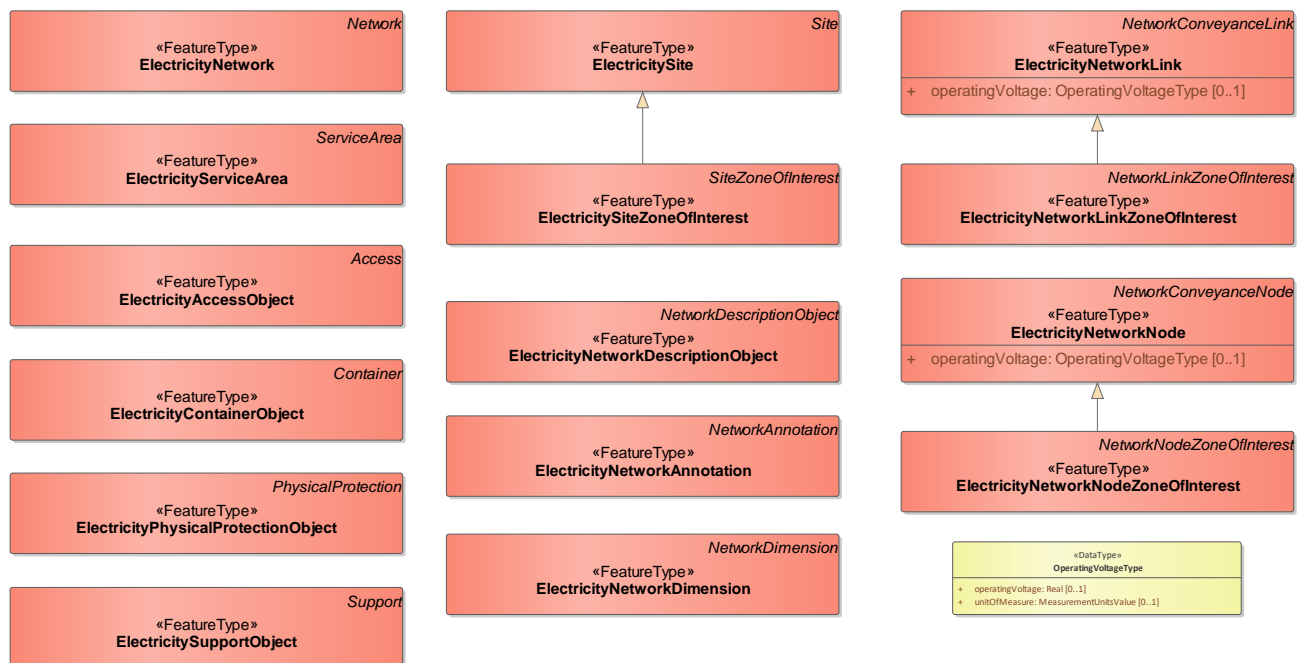 Network
«FeatureType»
ElectricityNetwork
ServiceArea
«FeatureType»
ElectricityServiceArea
Access
«FeatureType»
ElectricityAccessObject
Container
«FeatureType»
ElectricityContainerObject
PhysicalProtection
«FeatureType»
ElectricityPhysicalProtectionObject
Support
«FeatureType»
ElectricitySupportObject
Site
«FeatureType»
ElectricitySite
SiteZoneOfInterest
«FeatureType»
ElectricitySiteZoneOfInterest
NetworkDescriptionObject
«FeatureType»
ElectricityNetworkDescriptionObject
NetworkAnnotation
«FeatureType»
ElectricityNetworkAnnotation
NetworkDimension
«FeatureType»
ElectricityNetworkDimension
NetworkConveyanceLink
«FeatureType»
ElectricityNetworkLink
+ operatingVoltage: OperatingVoltageType [0..1]
NetworkLinkZoneOfInterest
«FeatureType»
ElectricityNetworkLinkZoneOfInterest
NetworkConveyanceNode
«FeatureType»
ElectricityNetworkNode
+ operatingVoltage: OperatingVoltageType [0..1]
NetworkNodeZoneOfInterest
«FeatureType»
ElectricityNetworkNodeZoneOfInterest
«DataType»
OperatingVoltageType
+ operatingVoltage: Real [0..1]
+ unitOfMeasure: MeasurementUnitsValue [0..1]